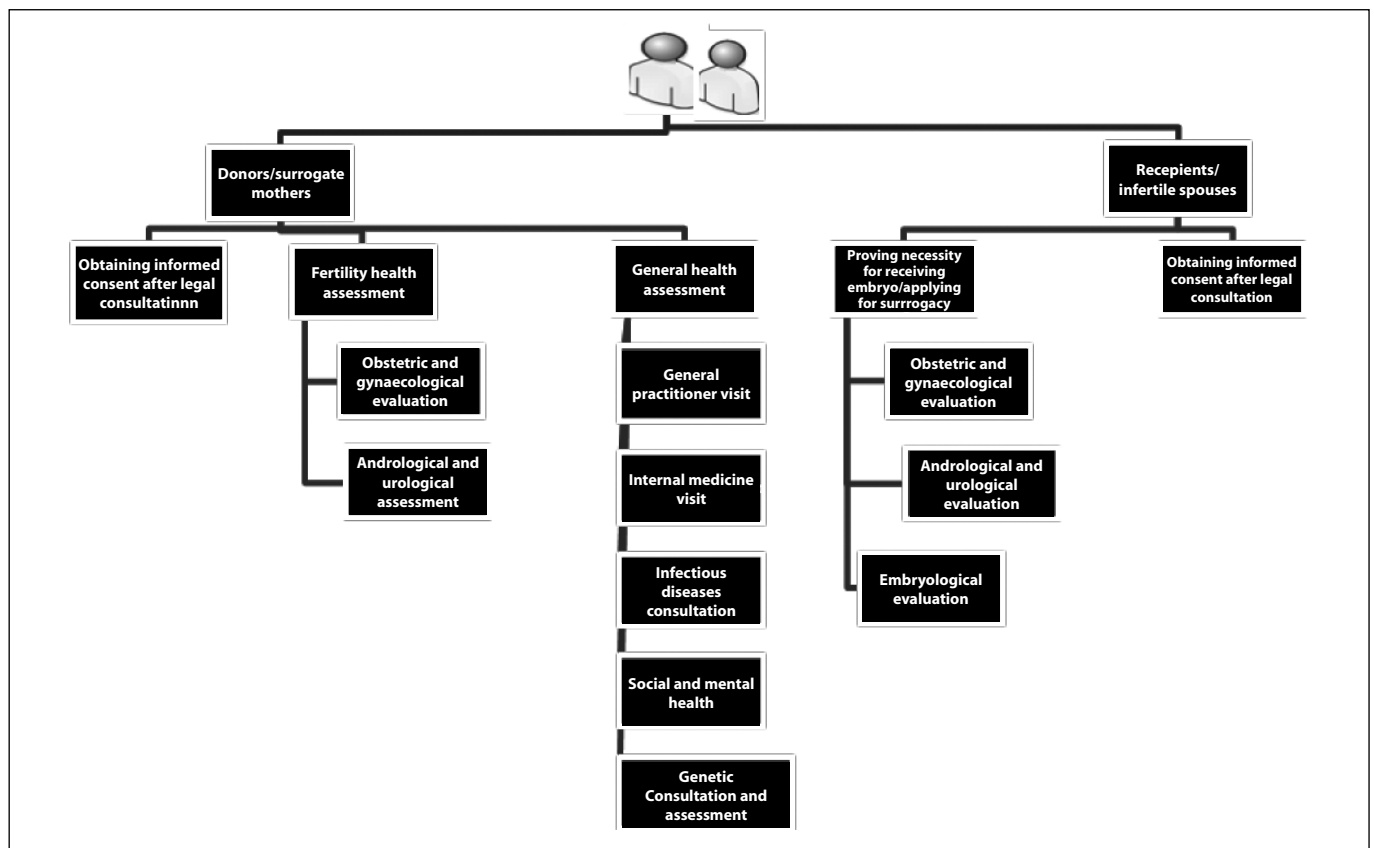 Donors/surrogate
mothers
Recepients/
infertile spouses
Obtaining informed
consent after legal
consultatinnn
Fertility health
assessment
General health
assessment
Proving necessity
for receiving
embryo/applying
for surrrogacy
Obtaining informed
consent after legal
consultation
Obstetric and
gynaecological
evaluation
Andrological and
urological
assessment
General
practitioner visit
Internal medicine
visit
Infectious
diseases
consultation
Social and mental
health
Genetic
Consultation and
assessment
Obstetric and
gynaecological
evaluation
Andrological and
urological
evaluation
Embryological
evaluation